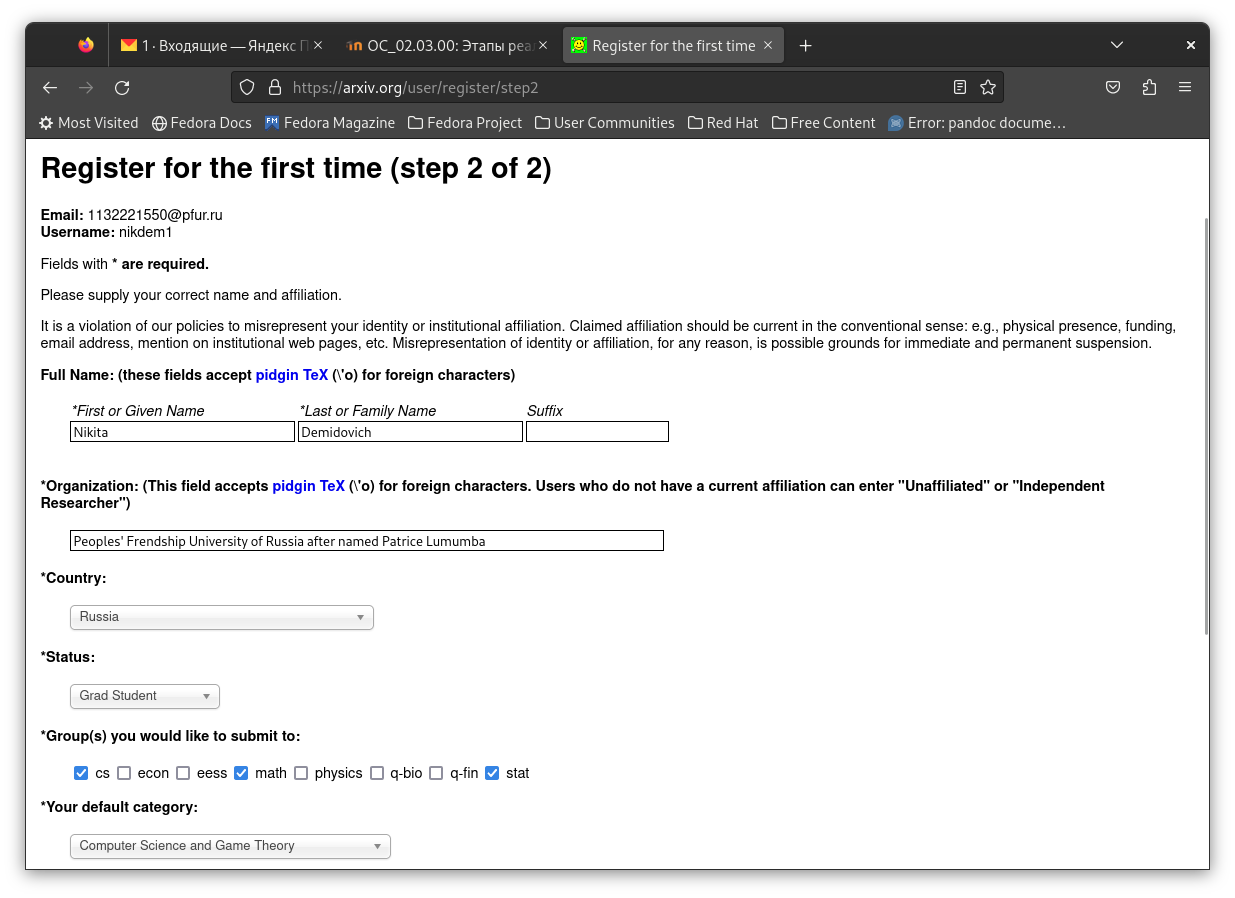 1 · Входящие — Яндекс П
ОС_02.03.00: Этапы реа
Register for the first time
https://arxiv.org/user/register/step2
Most Visited Fedora Docs Fedora Magazine Fedora Project User Communities Red Hat Free Content Error: pandoc docume…
Register for the first time (step 2 of 2)
Email: 1132221550@pfur.ru
Username: nikdem1
Fields with * are required.
Please supply your correct name and affiliation.
It is a violation of our policies to misrepresent your identity or institutional affiliation. Claimed affiliation should be current in the conventional sense: e.g., physical presence, funding,
email address, mention on institutional web pages, etc. Misrepresentation of identity or affiliation, for any reason, is possible grounds for immediate and permanent suspension.
Full Name: (these fields accept pidgin TeX (\'o) for foreign characters)
*First or Given Name *Last or Family Name Suffix
Nikita Demidovich
*Organization: (This field accepts pidgin TeX (\'o) for foreign characters. Users who do not have a current affiliation can enter "Unaffiliated" or "Independent
Researcher")
Peoples' Frendship University of Russia after named Patrice Lumumba
*Country:
Russia
*Status:
Grad Student
*Group(s) you would like to submit to:
cs econ eess math physics q-bio q-fin stat
*Your default category:
Computer Science and Game Theory